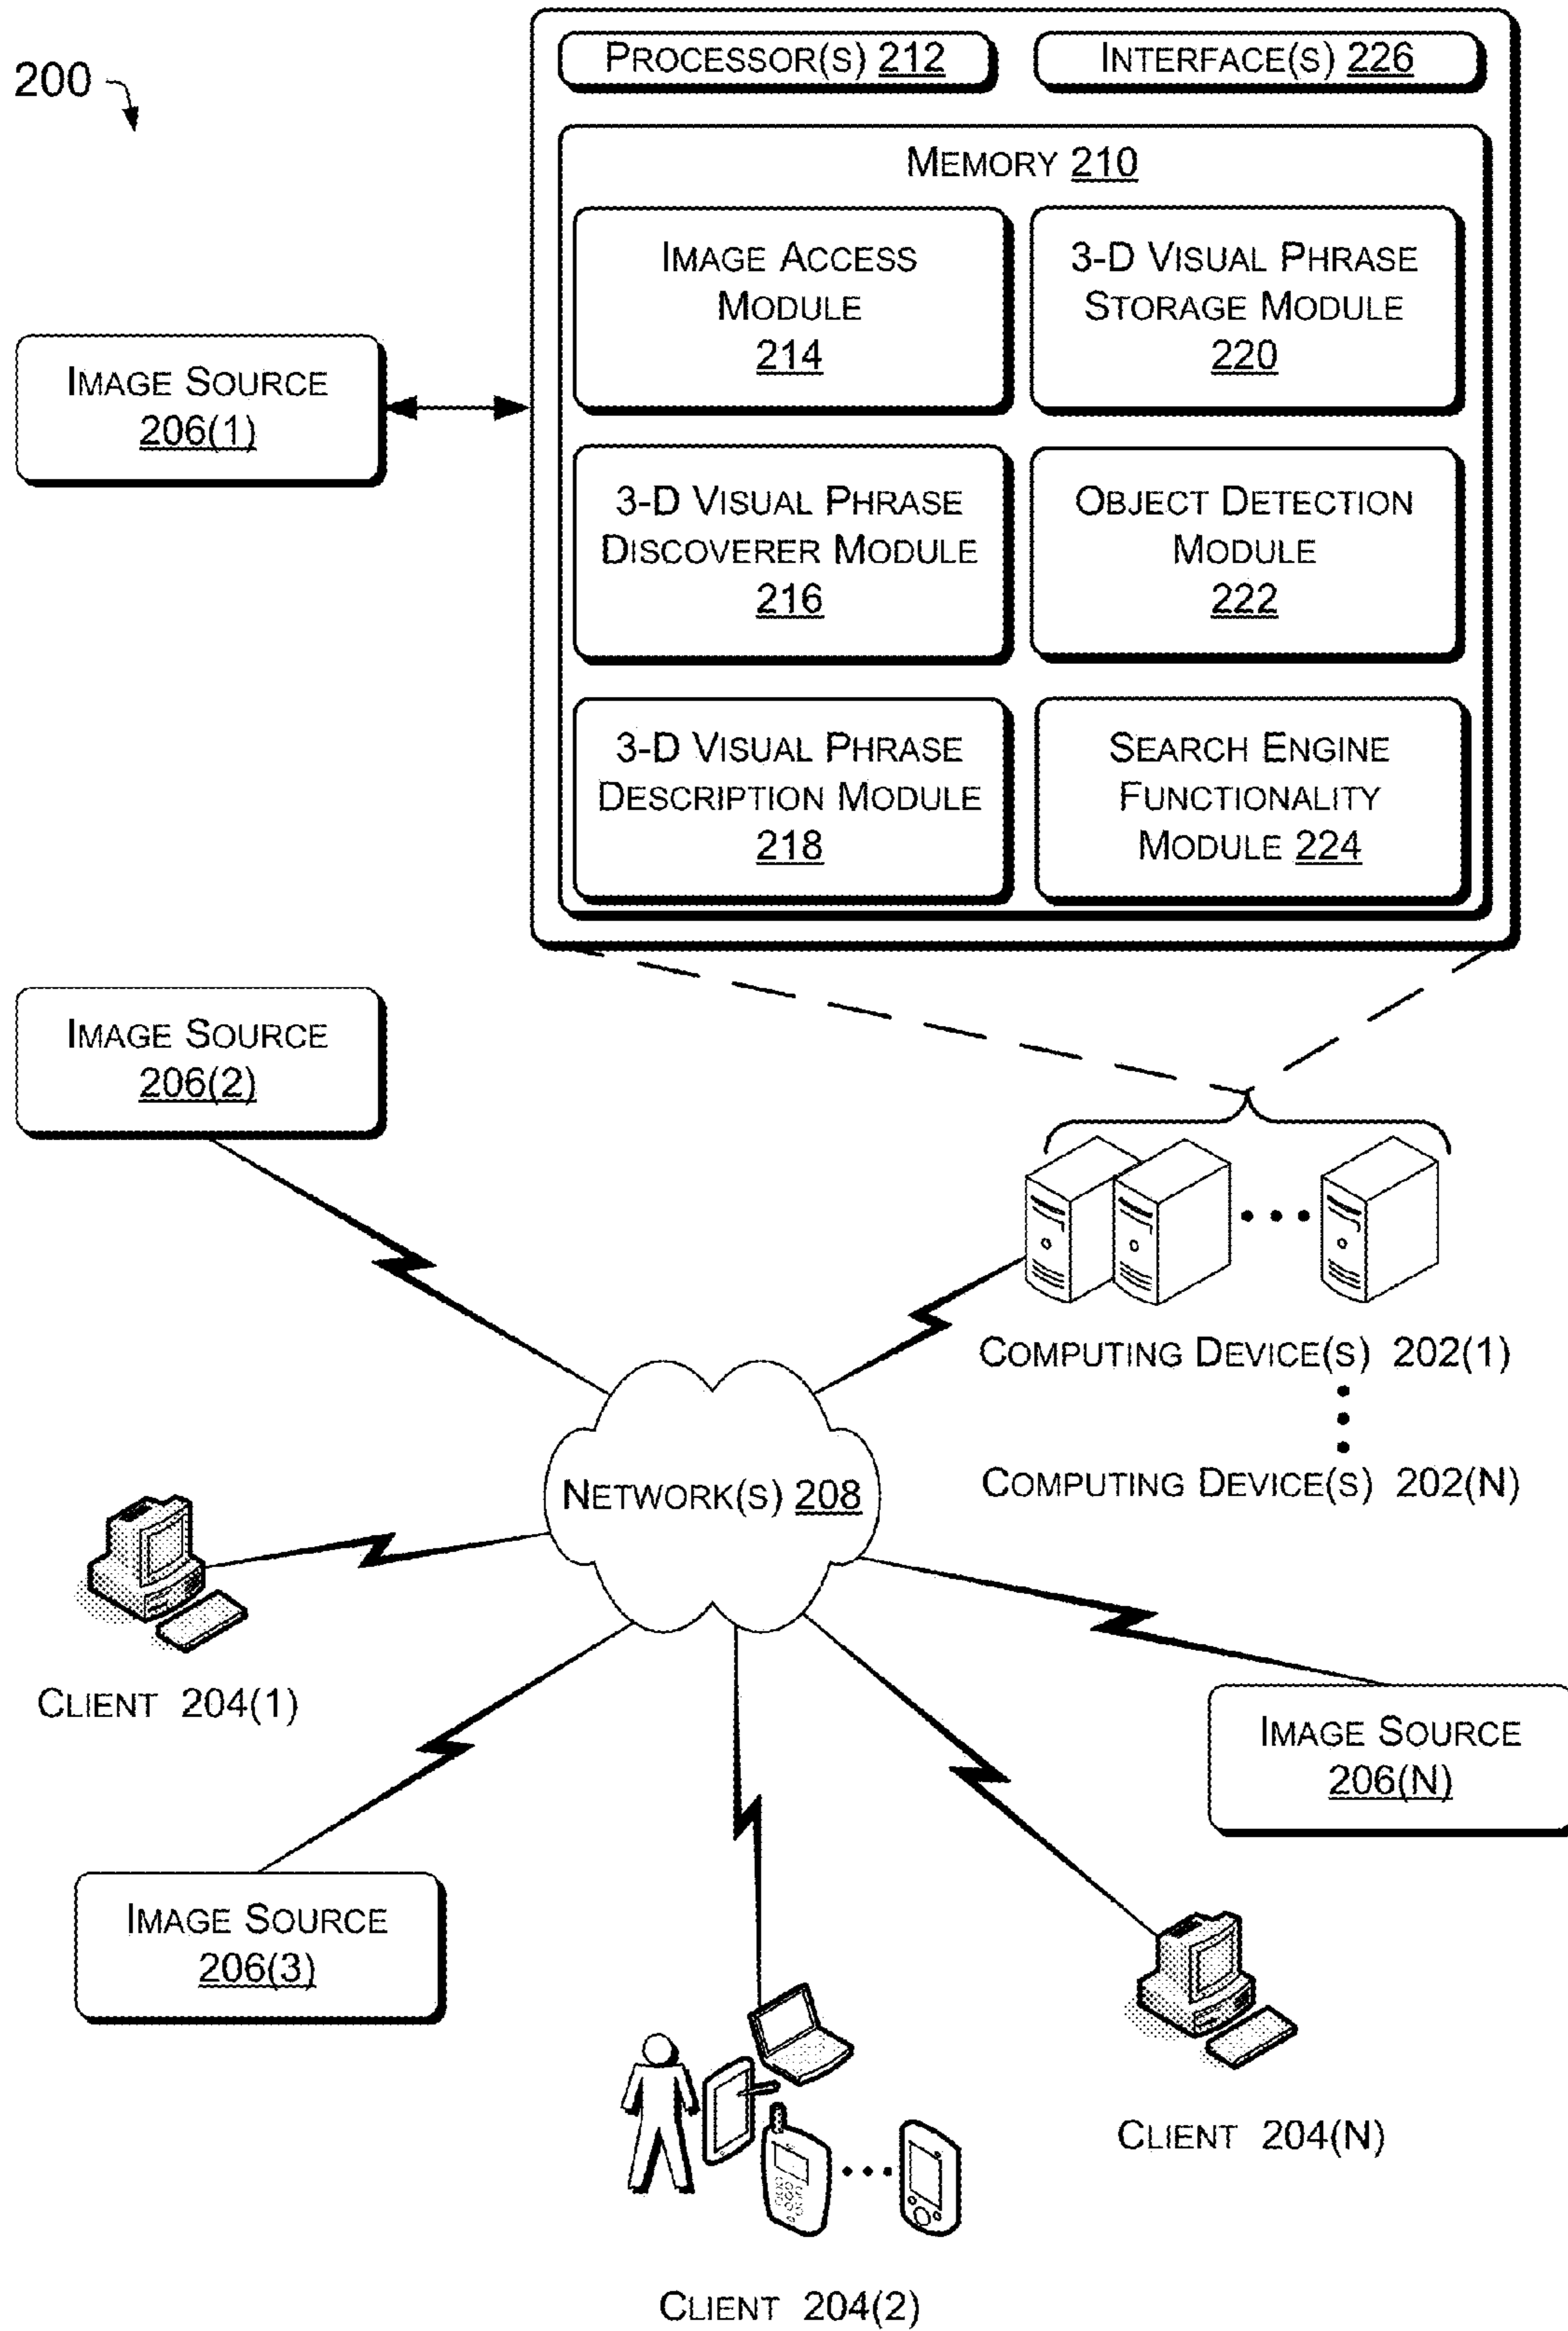 200
PROCESSOR(S) 212
INTERFACE(S) 226
MEMORY 210
IMAGE ACCESS
MODULE
214
3-D VISUAL PHRASE
STORAGE MODULE
220
IMAGE SOURCE
206(1)
3-D VISUAL PHRASE
DISCOVERER MODULE
216
OBJECT DETECTION
MODULE
222
3-D VISUAL PHRASE
DESCRIPTION MODULE
218
SEARCH ENGINE
FUNCTIONALITY
MODULE 224
IMAGE SOURCE
206(2)
COMPUTING DEVICE(S) 202(1)
COMPUTING DEVICE(S) 202(N)
NETWORK(S) 208
CLIENT 204(1)
IMAGE SOURCE
206(N)
IMAGE SOURCE
206(3)
CLIENT 204(N)
CLIENT 204(2)